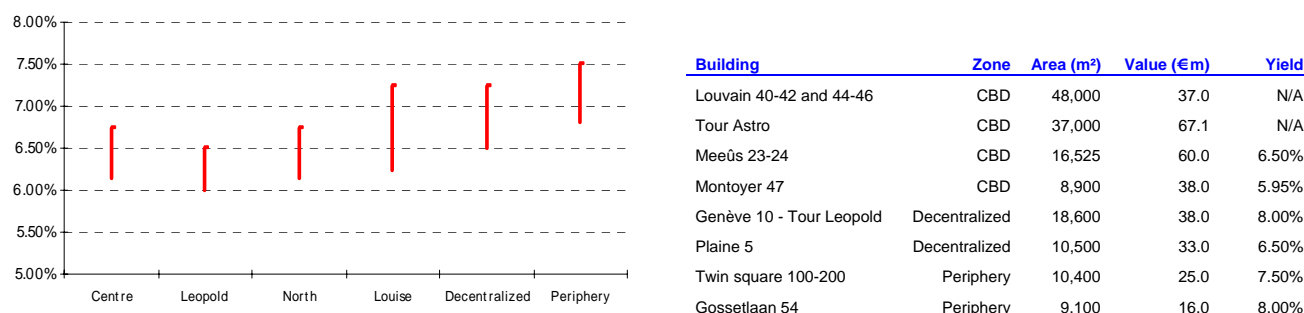 8.00%
7.50%
7.00%
6.50%
6.00%
5.50%
5.00%
Centre Leopold North Louise Decentralized Periphery
Building Zone Area (m²) Value (€m) Yield
Louvain 40-42 and 44-46 CBD 48,000 37.0 N/A
Tour Astro CBD 37,000 67.1 N/A
Meeûs 23-24 CBD 16,525 60.0 6.50%
Montoyer 47 CBD 8,900 38.0 5.95%
Genève 10 - Tour Leopold Decentralized 18,600 38.0 8.00%
Plaine 5 Decentralized 10,500 33.0 6.50%
Twin square 100-200 Periphery 10,400 25.0 7.50%
Gossetlaan 54 Periphery 9,100 16.0 8.00%